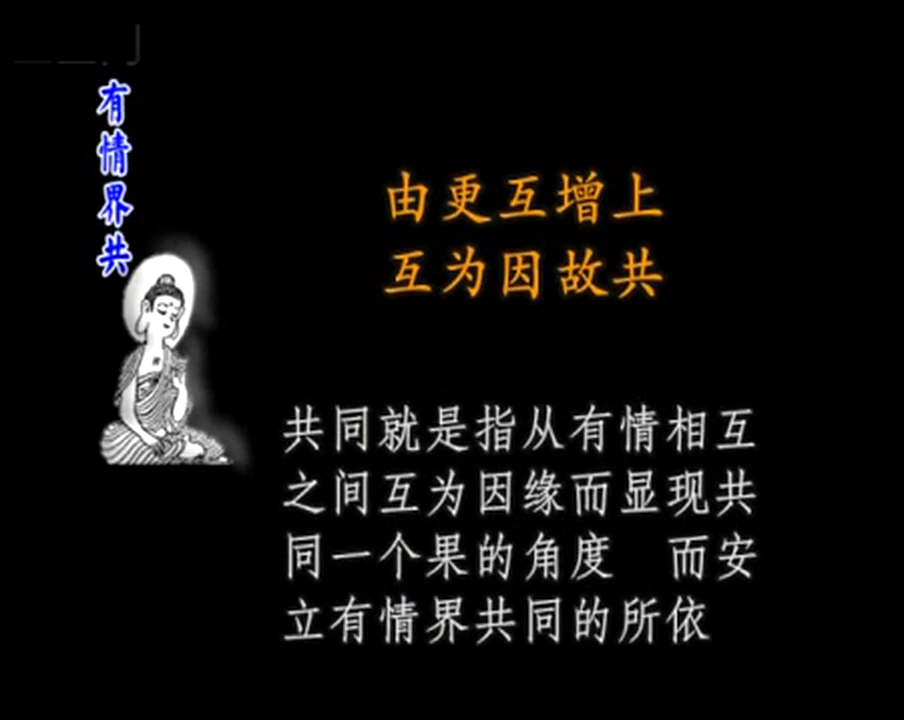 有情界共
由更互增上
互为因故共
共同就是指从有情相互
之间互为因缘而显现共
同一个果的角度　而安
立有情界共同的所依